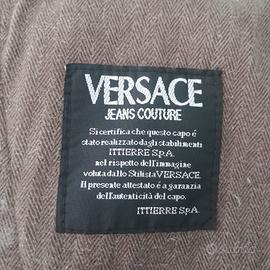 VERSACE
JEANS COUTURE
Si certifica che questo capo é
stato realizzato dagli stabilimenti
ITTIERRE S.p.A.
nel rispetto dell'immagine
voluta dallo Stilista VERSACE.
Il presente attestato é a garanzia
dell'autenticità del capo.
ITTIERRE S.p.A.